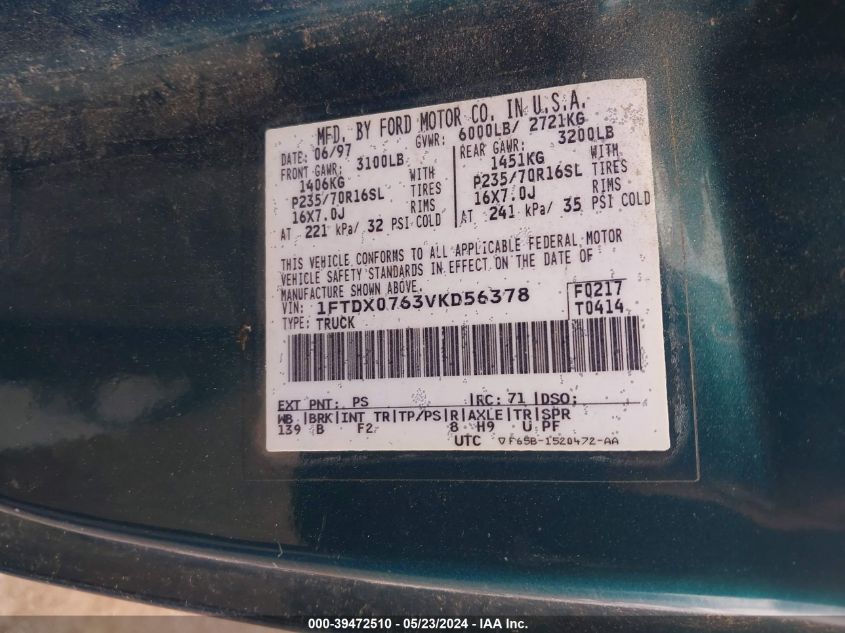 MFD. BY FORD MOTOR CO. IN U.S.A.
DATE: 06/97 GVWR: 6000LB/ 2721KG
FRONT GAWR: 3100LB REAR GAWR: 3200LB
1406KG WITH 1451KG WITH
P235/70R16SL TIRES P235/70R16SL TIRES
16X7.0J RIMS 16X7.0J RIMS
AT 221 kPa/ 32 PSI COLD AT 241 kPa/ 35 PSI COLD
THIS VEHICLE CONFORMS TO ALL APPLICABLE FEDERAL MOTOR
VEHICLE SAFETY STANDARDS IN EFFECT ON THE DATE OF
MANUFACTURE SHOWN ABOVE.
VIN: 1FTDX0763VKD56378 F0217
TYPE: TRUCK T0414
EXT PNT: PS |RC: 71 |DSO:
WB |BRK|INT TR|TP/PS|R|AXLE|TR|SPR
139 B F2 8 H9 U PF
UTC ▽F65B-1520472-AA
000-39472510 - 05/23/2024 - IAA Inc.